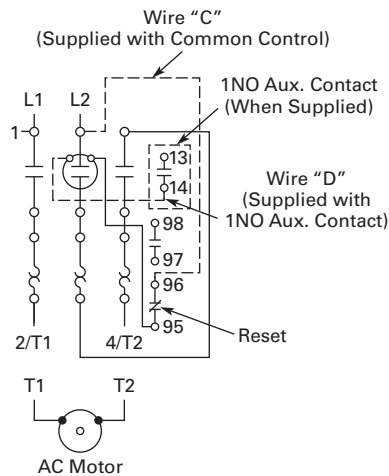 Wire “C”
(Supplied with Common Control)
1NO Aux. Contact
(When Supplied)
L1 L2
1
13
14
Wire “D”
(Supplied with
1NO Aux. Contact)
98
97
96
95
Reset
2/T1 4/T2
T1 T2
AC Motor